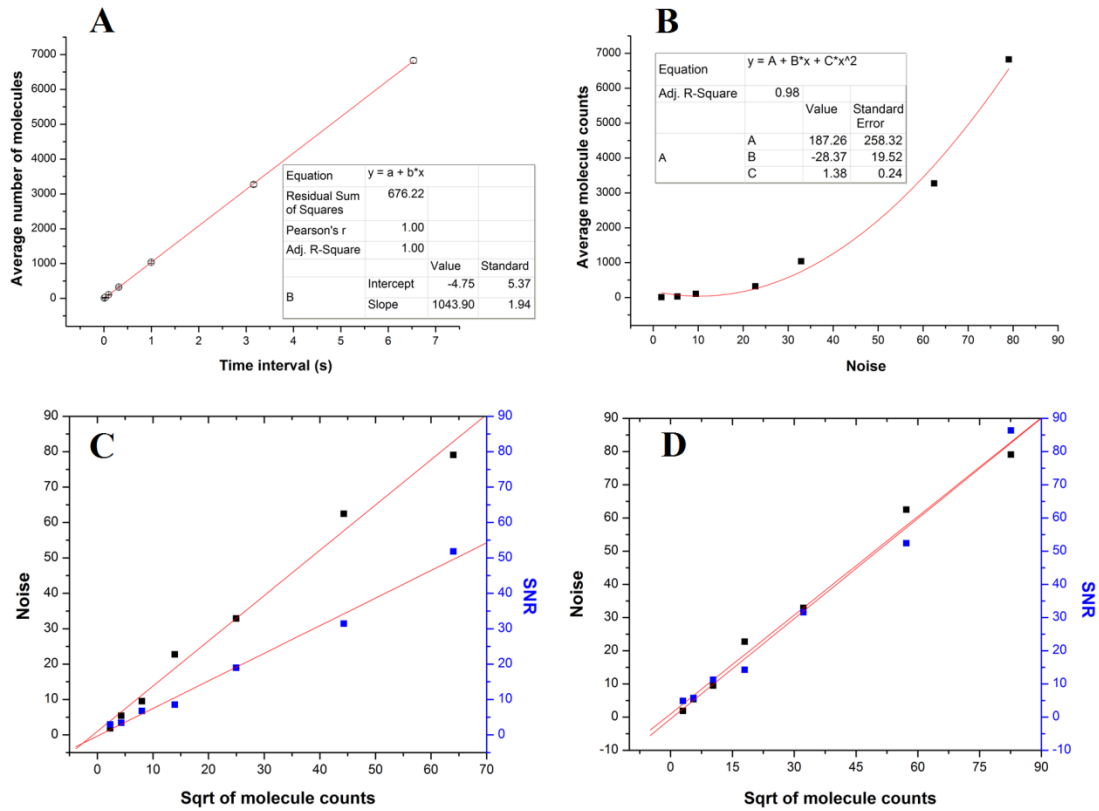 A
Average number of molecules
7000
6000
5000
4000
3000
2000
1000
0
0 1 2 3 4 5 6 7
Time interval (s)
Equation y = a + b*x
Residual Sum of Squares 676.22
Pearson's r 1.00
Adj. R-Square 1.00
Value Standard
B Intercept -4.75 5.37
Slope 1043.90 1.94
B
Average molecule counts
7000
6000
5000
4000
3000
2000
1000
0
0 10 20 30 40 50 60 70 80 90
Noise
Equation y = A + B*x + C*x^2
Adj. R-Square 0.98
Value Standard Error
A A 187.26 258.32
B -28.37 19.52
C 1.38 0.24
C
Noise
90
80
70
60
50
40
30
20
10
0
0 10 20 30 40 50 60 70
Sqrt of molecule counts
90
80
70
60
50
40
30
20
10
0
SNR
D
Noise
90
80
70
60
50
40
30
20
10
0
-10
0 15 30 45 60 75 90
Sqrt of molecule counts
90
80
70
60
50
40
30
20
10
0
-10
SNR